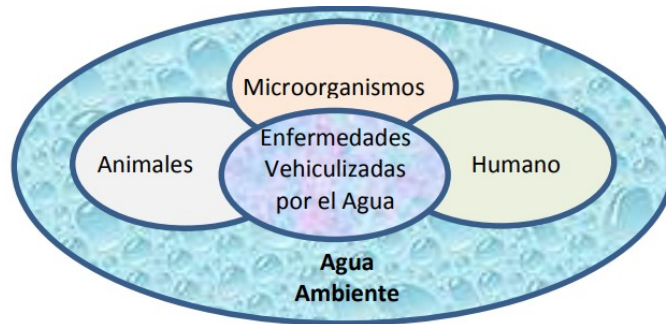 Microorganismos
Animales
Enfermedades
Vehiculizadas
por el Agua
Humano
Agua
Ambiente